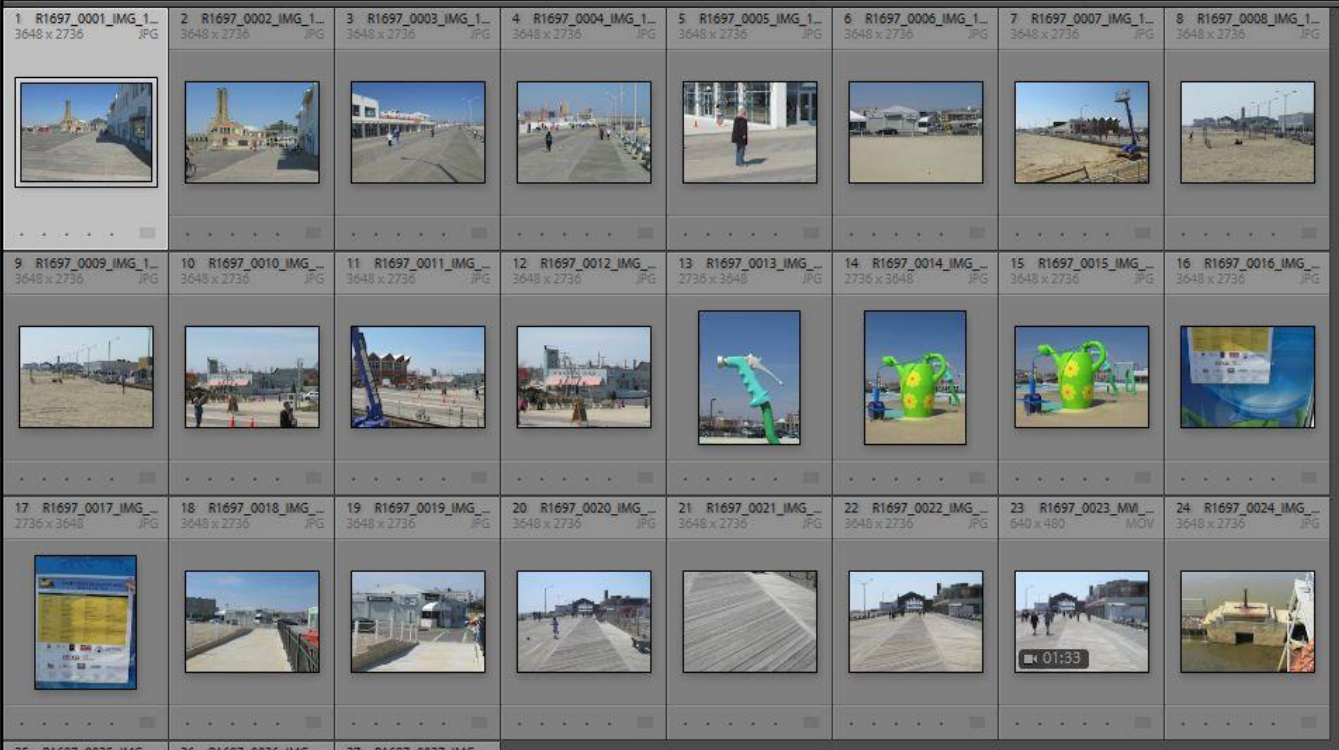 1 R1697_0001_IMG_1...
3648 x 2736 JPG
2 R1697_0002_IMG_1...
3648 x 2736 JPG
3 R1697_0003_IMG_1...
3648 x 2736 JPG
4 R1697_0004_IMG_1...
3648 x 2736 JPG
5 R1697_0005_IMG_1...
3648 x 2736 JPG
6 R1697_0006_IMG_1...
3648 x 2736 JPG
7 R1697_0007_IMG_1...
3648 x 2736 JPG
8 R1697_0008_IMG_1...
3648 x 2736 JPG
9 R1697_0009_IMG_1...
3648 x 2736 JPG
10 R1697_0010_IMG_...
3648 x 2736 JPG
11 R1697_0011_IMG_...
3648 x 2736 JPG
12 R1697_0012_IMG_...
3648 x 2736 JPG
13 R1697_0013_IMG_...
2736 x 3648 JPG
14 R1697_0014_IMG_...
2736 x 3648 JPG
15 R1697_0015_IMG_...
3648 x 2736 JPG
16 R1697_0016_IMG_...
3648 x 2736 JPG
17 R1697_0017_IMG_...
2736 x 3648 JPG
18 R1697_0018_IMG_...
3648 x 2736 JPG
19 R1697_0019_IMG_...
3648 x 2736 JPG
20 R1697_0020_IMG_...
3648 x 2736 JPG
21 R1697_0021_IMG_...
3648 x 2736 JPG
22 R1697_0022_IMG_...
3648 x 2736 JPG
23 R1697_0023_MVI_...
640 x 480 MOV
01:33
24 R1697_0024_IMG_...
3648 x 2736 JPG